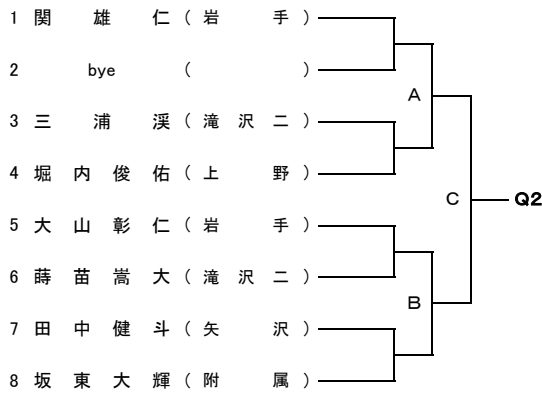 1 関 雄 仁 ( 岩 手 )
2 bye ( )
A
3 三 浦 渓 ( 滝 沢 二 )
4 堀 内 俊 佑 ( 上 野 )
C Q2
5 大 山 彰 仁 ( 岩 手 )
6 蒔 苗 嵩 大 ( 滝 沢 二 )
B
7 田 中 健 斗 ( 矢 沢 )
8 坂 東 大 輝 ( 附 属 )